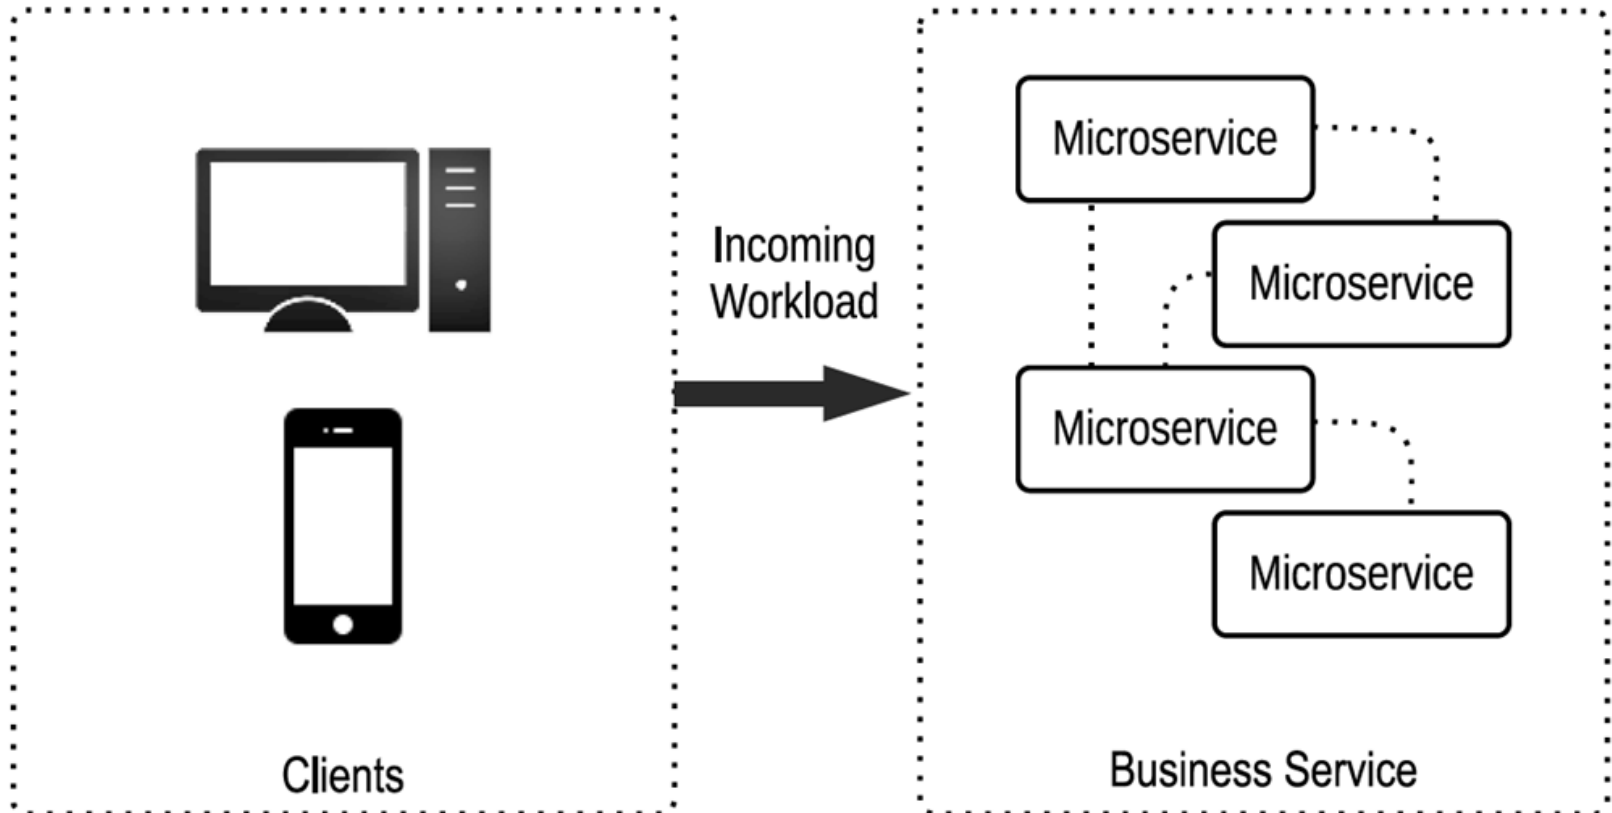 Incoming
Workload
Clients
Microservice
Microservice
Microservice
Microservice
Business Service